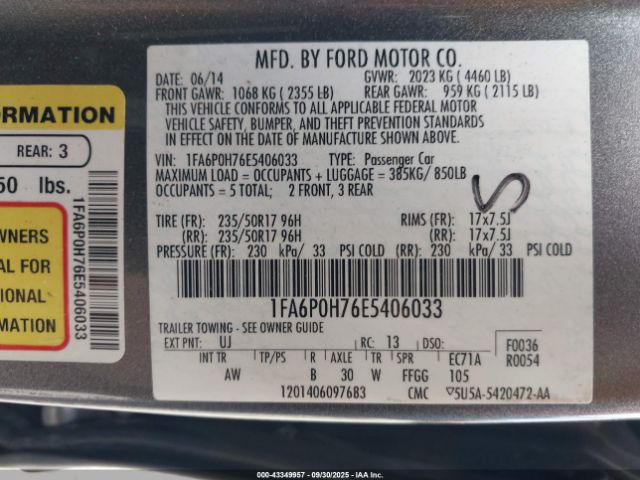 ORMATION
REAR: 3
50 lbs.
WNERS
AL FOR
IONAL
RMATION
1FA6P0H76E5406033
MFD. BY FORD MOTOR CO.
DATE: 06/14 GVWR: 2023 KG ( 4460 LB)
FRONT GAWR: 1068 KG ( 2355 LB) REAR GAWR: 959 KG ( 2115 LB)
THIS VEHICLE CONFORMS TO ALL APPLICABLE FEDERAL MOTOR
VEHICLE SAFETY, BUMPER, AND THEFT PREVENTION STANDARDS
IN EFFECT ON THE DATE OF MANUFACTURE SHOWN ABOVE.
VIN: 1FA6P0H76E5406033 TYPE: Passenger Car
MAXIMUM LOAD = OCCUPANTS + LUGGAGE = 385KG/ 850LB
OCCUPANTS = 5 TOTAL; 2 FRONT, 3 REAR
S
TIRE (FR): 235/50R17 96H RIMS (FR): 17x7.5J
(RR): 235/50R17 96H (RR): 17x7.5J
PRESSURE (FR): 230 kPa/ 33 PSI COLD (RR): 230 kPa/ 33 PSI COLD
1FA6P0H76E5406033
TRAILER TOWING - SEE OWNER GUIDE
EXT PNT: UJ RC: 13 DSO: F0036
INT TR TP/PS R AXLE TR SPR EC71A R0054
AW B 30 W FFGG 105
1201406097683 CMC ▽5U5A-5420472-AA
000-43349957 - 09/30/2025 - IAA Inc.